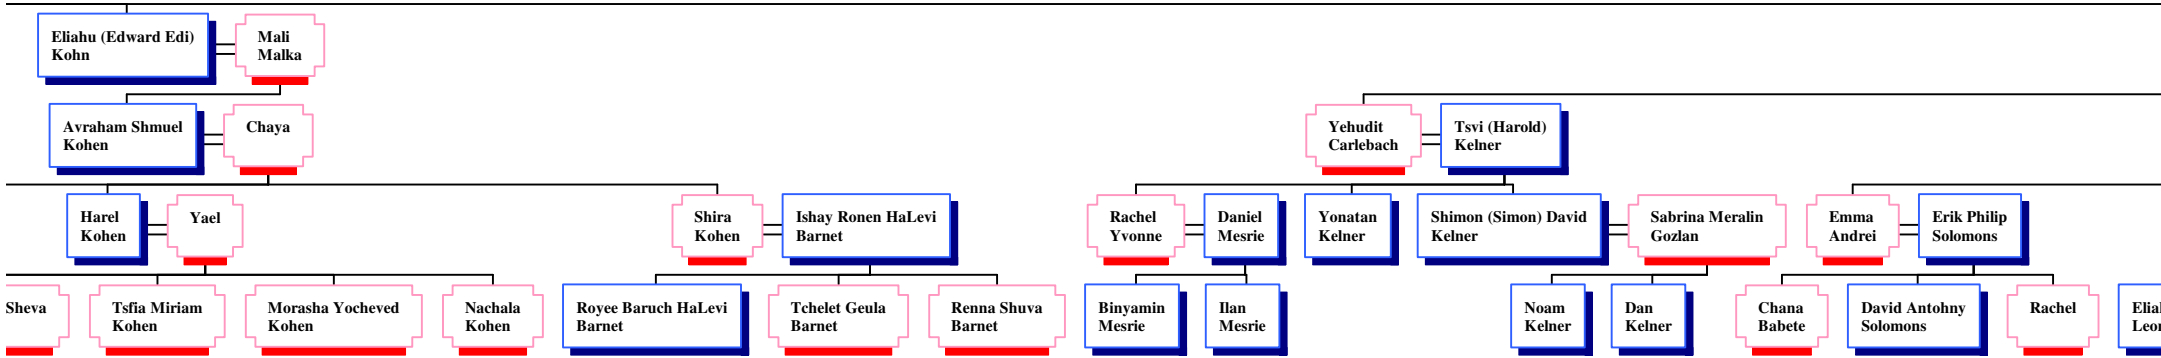 Eliahu (Edward Edi)
Kohn
Mali
Malka
Avraham Shmuel
Kohen
Chaya
Yehudit
Carlebach
Tsvi (Harold)
Kelner
Harel
Kohen
Yael
Shira
Kohen
Ishay Ronen HaLevi
Barnet
Rachel
Yvonne
Daniel
Mesrie
Yonatan
Kelner
Shimon (Simon) David
Kelner
Sabrina Meralin
Gozlan
Emma
Andrei
Erik Philip
Solomons
Sheva
Tsfia Miriam
Kohen
Morasha Yocheved
Kohen
Nachala
Kohen
Royee Baruch HaLevi
Barnet
Tchelet Geula
Barnet
Renna Shuva
Barnet
Binyamin
Mesrie
Ilan
Mesrie
Noam
Kelner
Dan
Kelner
Chana
Babete
David Antohny
Solomons
Rachel